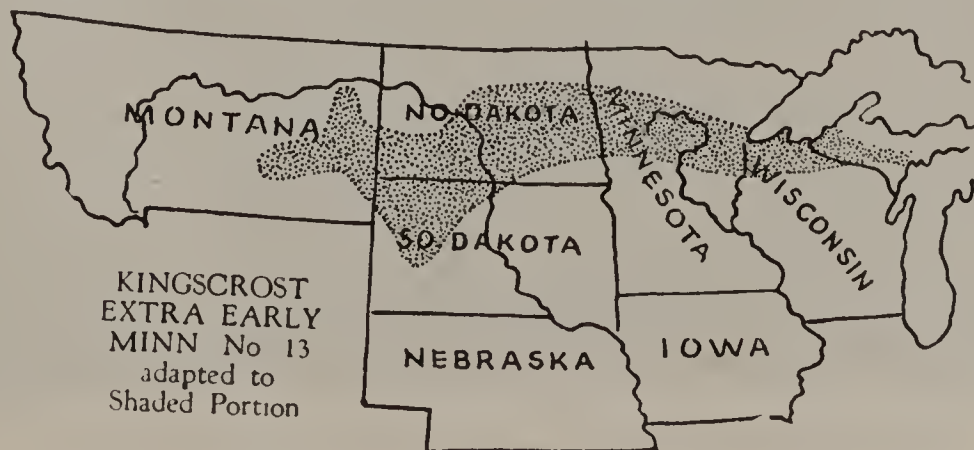 MONTANA
NO. DAKOTA
MINNESOTA
WISCONSIN
SO. DAKOTA
NEBRASKA
IOWA
KINGSCROST
EXTRA EARLY
MINN No 13
adapted to
Shaded Portion